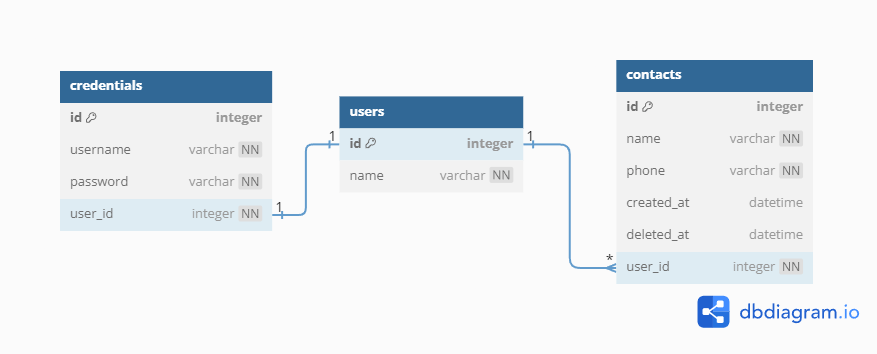 credentials
id integer
username varchar NN
password varchar NN
user_id integer NN
1
1
users
id integer
name varchar NN
1
*
contacts
id integer
name varchar NN
phone varchar NN
created_at datetime
deleted_at datetime
user_id integer NN
dbdiagram.io